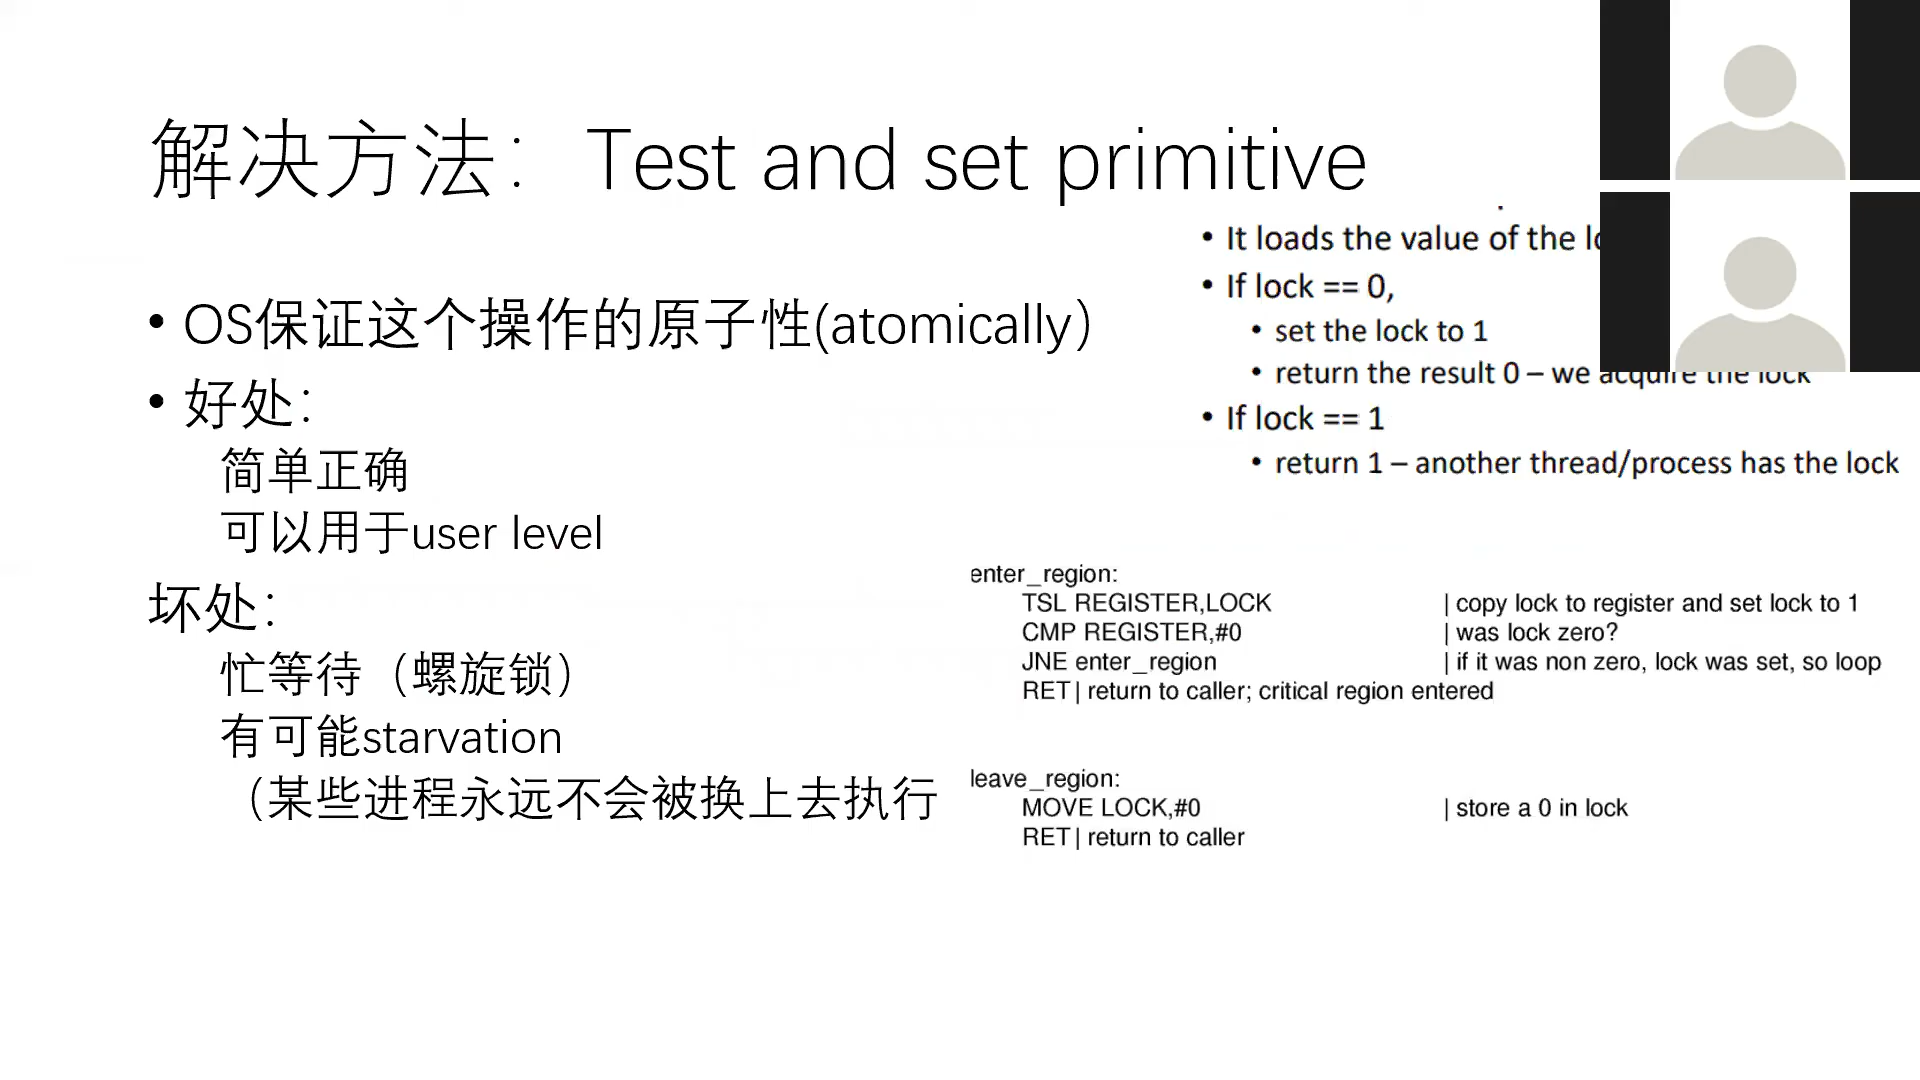 解决方法：Test and set primitive
• OS保证这个操作的原子性(atomically）
• 好处：
简单正确
可以用于user level
坏处：
忙等待（螺旋锁）
有可能starvation
（某些进程永远不会被换上去执行
• It loads the value of the
• If lock == 0,
• set the lock to 1
• return the result 0 – we acquire the lock
• If lock == 1
• return 1 – another thread/process has the lock
enter_region:
TSL REGISTER,LOCK | copy lock to register and set lock to 1
CMP REGISTER,#0 | was lock zero?
JNE enter_region | if it was non zero, lock was set, so loop
RET | return to caller; critical region entered
leave_region:
MOVE LOCK,#0 | store a 0 in lock
RET | return to caller